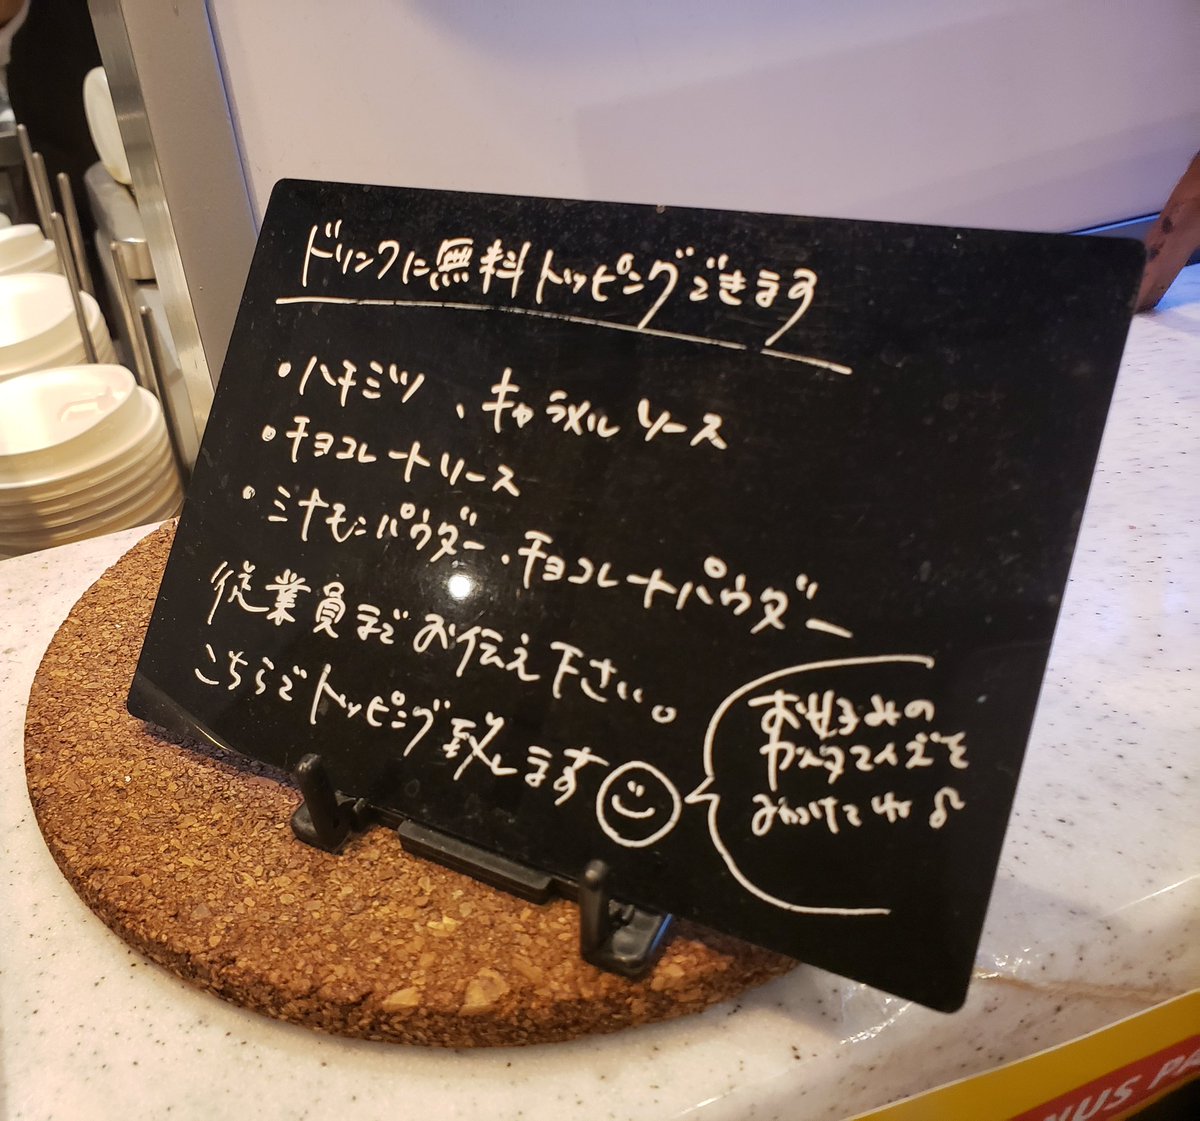 ドリンクに無料トッピングできます
・ハチミツ、キャラメルソース
・チョコレートソース
・シナモンパウダー、チョコレートパウダー
従業員までお伝え下さい。
こちらでトッピング致します
お好みの
カスタマイズを
みつけてね♪
NUS